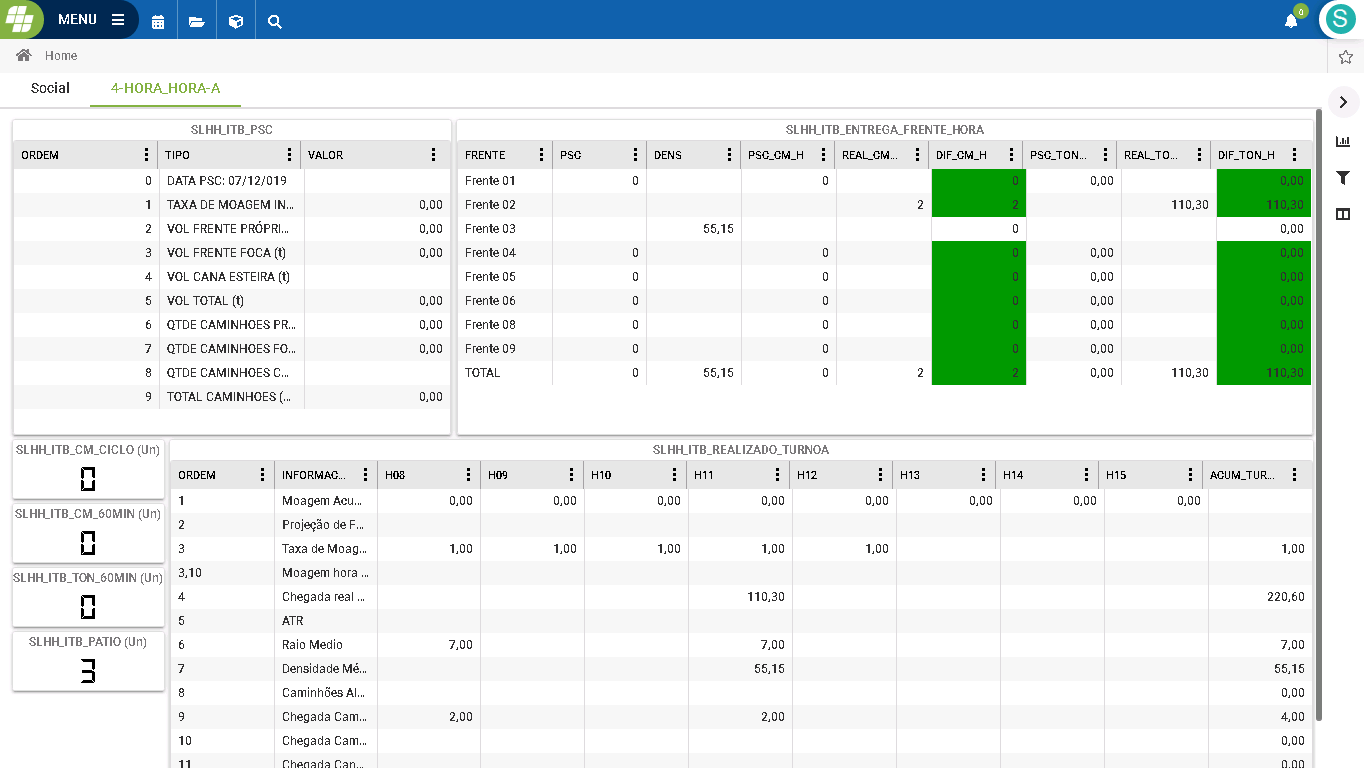 MENU
0
S
Home
Social 4-HORA_HORA-A
SLHH_ITB_PSC
ORDEM TIPO VALOR
0 DATA PSC: 07/12/019
1 TAXA DE MOAGEM IN... 0,00
2 VOL FRENTE PRÓPRI... 0,00
3 VOL FRENTE FOCA (t) 0,00
4 VOL CANA ESTEIRA (t)
5 VOL TOTAL (t) 0,00
6 QTDE CAMINHOES PR... 0,00
7 QTDE CAMINHOES FO... 0,00
8 QTDE CAMINHOES C...
9 TOTAL CAMINHOES (... 0,00
SLHH_ITB_ENTREGA_FRENTE_HORA
FRENTE PSC DENS PSC_CM_H REAL_CM... DIF_CM_H PSC_TON... REAL_TO... DIF_TON_H
Frente 01 0 0 0 0,00 0,00
Frente 02 2 2 110,30 110,30
Frente 03 55,15 0 0,00
Frente 04 0 0 0 0,00 0,00
Frente 05 0 0 0 0,00 0,00
Frente 06 0 0 0 0,00 0,00
Frente 08 0 0 0 0,00 0,00
Frente 09 0 0 0 0,00 0,00
TOTAL 0 55,15 0 2 2 0,00 110,30 110,30
SLHH_ITB_CM_CICLO (Un)
0
SLHH_ITB_CM_60MIN (Un)
0
SLHH_ITB_TON_60MIN (Un)
0
SLHH_ITB_PATIO (Un)
3
SLHH_ITB_REALIZADO_TURNOA
ORDEM INFORMAC... H08 H09 H10 H11 H12 H13 H14 H15 ACUM_TUR...
1 Moagem Acu... 0,00 0,00 0,00 0,00 0,00 0,00 0,00 0,00
2 Projeção de F...
3 Taxa de Moag... 1,00 1,00 1,00 1,00 1,00 1,00
3,10 Moagem hora ...
4 Chegada real ... 110,30 220,60
5 ATR
6 Raio Medio 7,00 7,00 7,00
7 Densidade Mé... 55,15 55,15
8 Caminhões Al... 0,00
9 Chegada Cam... 2,00 2,00 4,00
10 Chegada Cam... 0,00
11 Chegada Can... 0,00